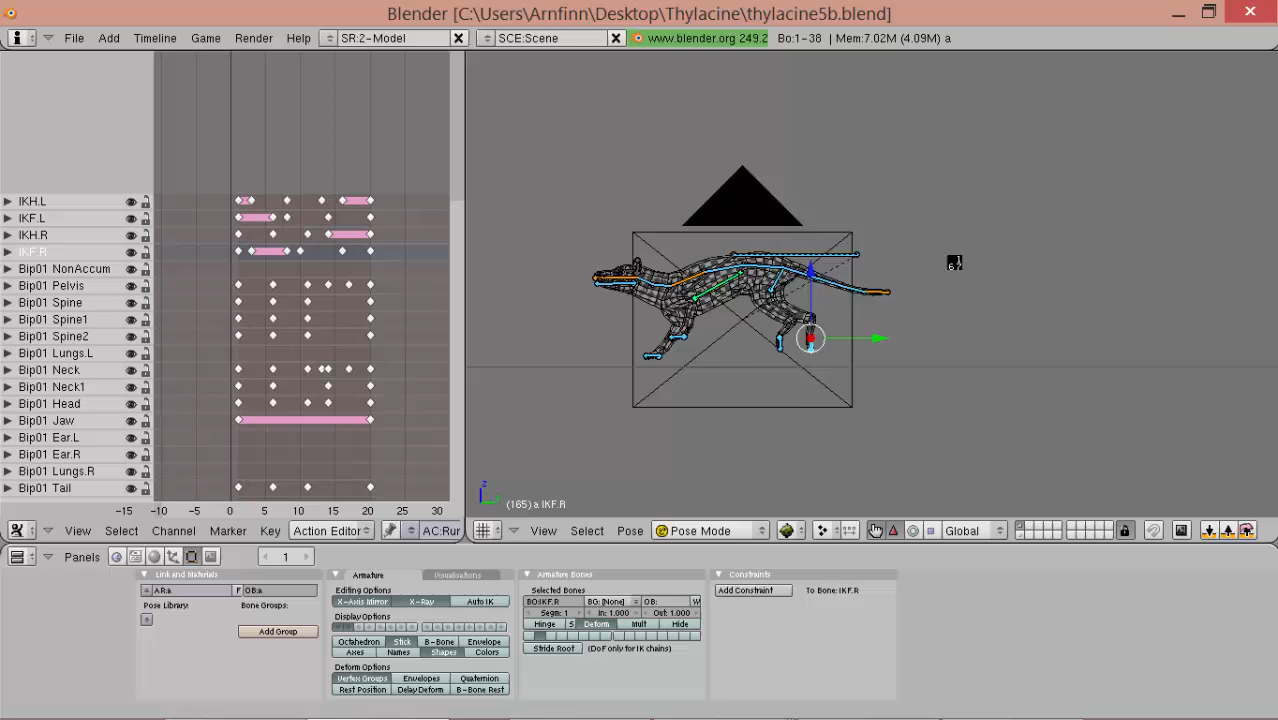 Blender [C:\Users\Arnfinn\Desktop\Thylacine\thylacine5b.blend]
File Add Timeline Game Render Help SR:2-Model SCE:Scene www.blender.org 249.2 Bo:1-38 | Mem:7.02M (4.09M) a
IKH.L
IKF.L
IKH.R
IKF.R
Bip01 NonAccum
Bip01 Pelvis
Bip01 Spine
Bip01 Spine1
Bip01 Spine2
Bip01 Lungs.L
Bip01 Neck
Bip01 Neck1
Bip01 Head
Bip01 Jaw
Bip01 Ear.L
Bip01 Ear.R
Bip01 Lungs.R
Bip01 Tail
-15 -10 -5 0 5 10 15 20 25 30
z
(165) a IKF.R
View Select Channel Marker Key Action Editor AC:Run
View Select Pose Pose Mode Global
Panels 1
Link and Materials
AR:a F OB:a
Pose Library: Bone Groups:
Add Group
Armature Visualisations
Editing Options
X-Axis Mirror X-Ray Auto IK
Display Options
Octahedron Stick B-Bone Envelope
Axes Names Shapes Colors
Deform Options
Vertex Groups Envelopes Quaternion
Rest Position Delay Deform B-Bone Rest
Armature Bones
Selected Bones
BO:IKF.R BG: [None] OB: W
Segm: 1 In: 1.000 Out: 1.000
Hinge S Deform Mult Hide
Stride Root (DoF only for IK chains)
Constraints
Add Constraint To Bone: IKF.R